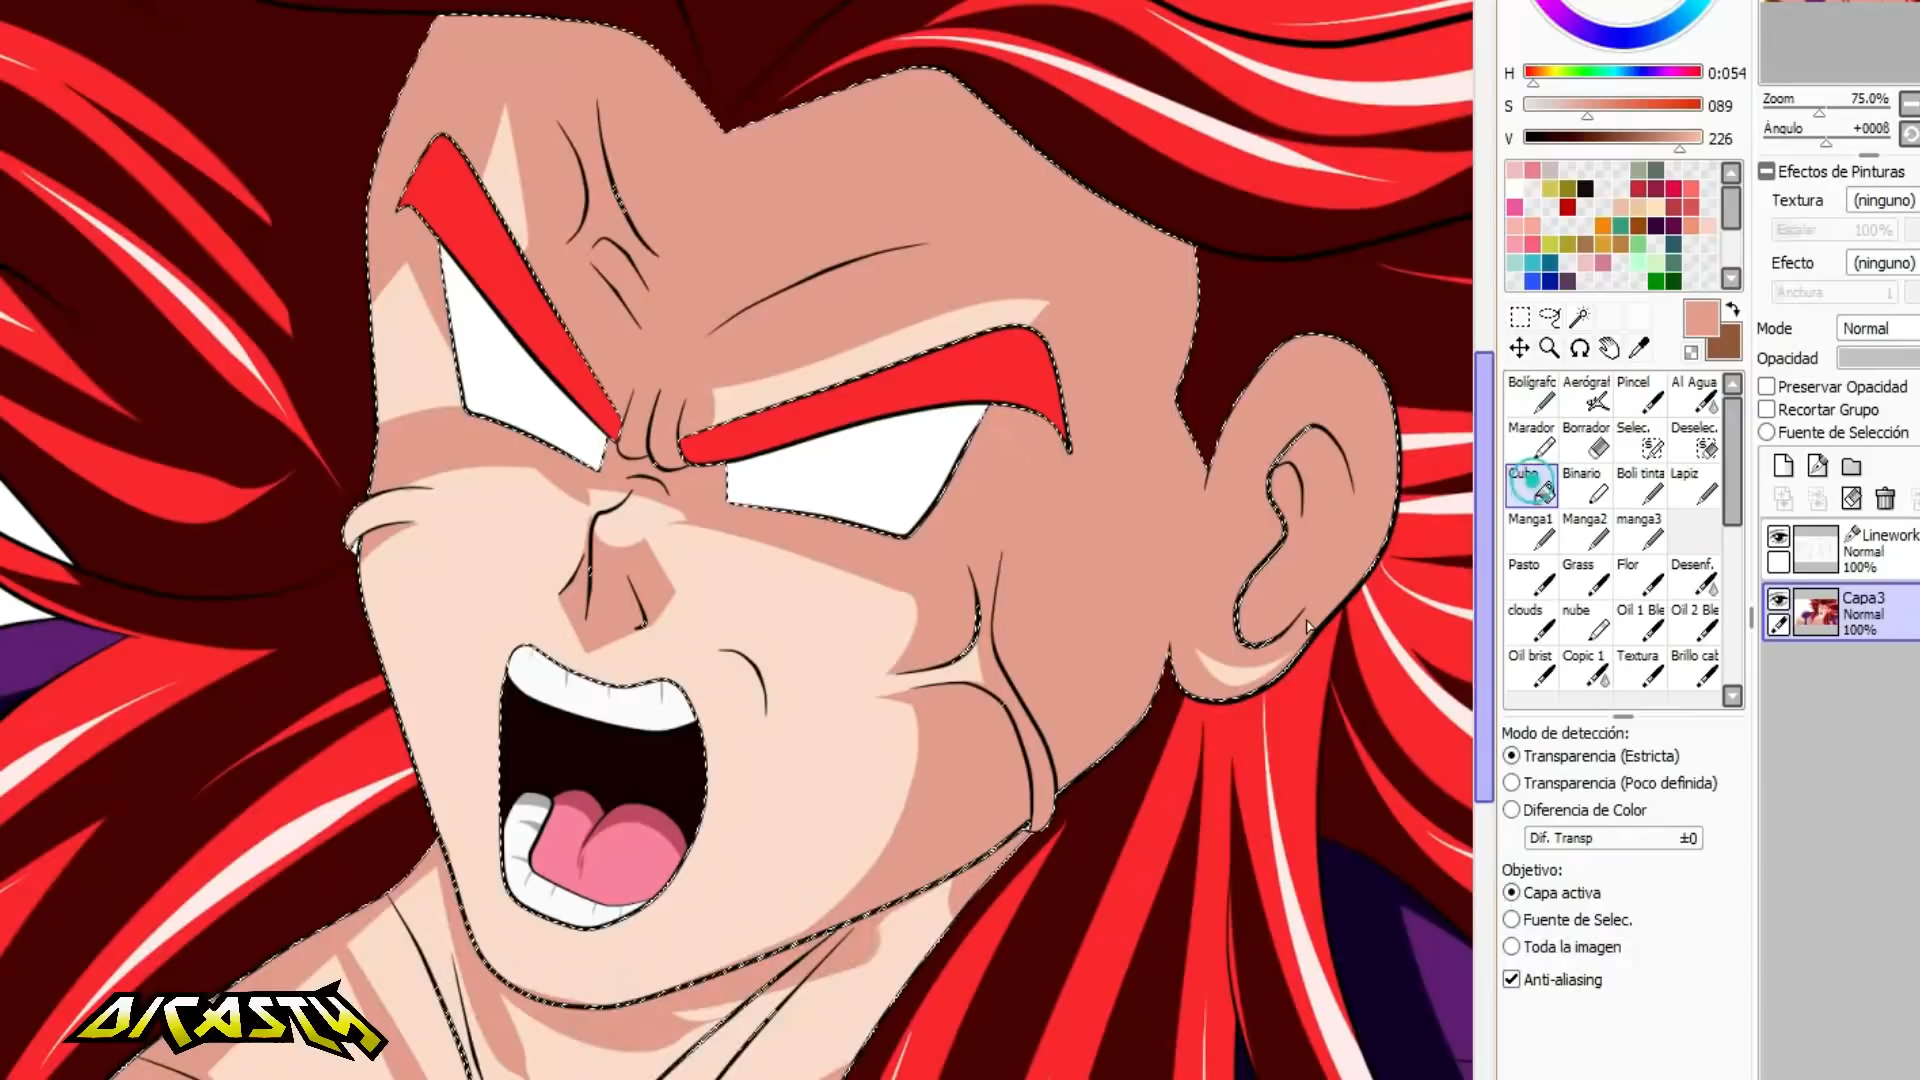 H 0:054
S 089
V 226
Zoom 75.0%
Ángulo +0008
Efectos de Pinturas
Textura (ninguno)
Escalar 100%
Efecto (ninguno)
Anchura 1
Mode Normal
Opacidad
Preservar Opacidad
Recortar Grupo
Fuente de Selección
Bolígrafo Aerógraf Pincel Al Agua
Marador Borrador Selec. Deselec.
Cubo Binario Boli tinta Lapiz
Manga1 Manga2 manga3
Pasto Grass Flor Desenf.
clouds nube Oil 1 Ble Oil 2 Ble
Oil brist Copic 1 Textura Brillo cab
Linework
Normal
100%
Capa3
Normal
100%
Modo de detección:
Transparencia (Estricta)
Transparencia (Poco definida)
Diferencia de Color
Dif. Transp ±0
Objetivo:
Capa activa
Fuente de Selec.
Toda la imagen
Anti-aliasing
DICASTY